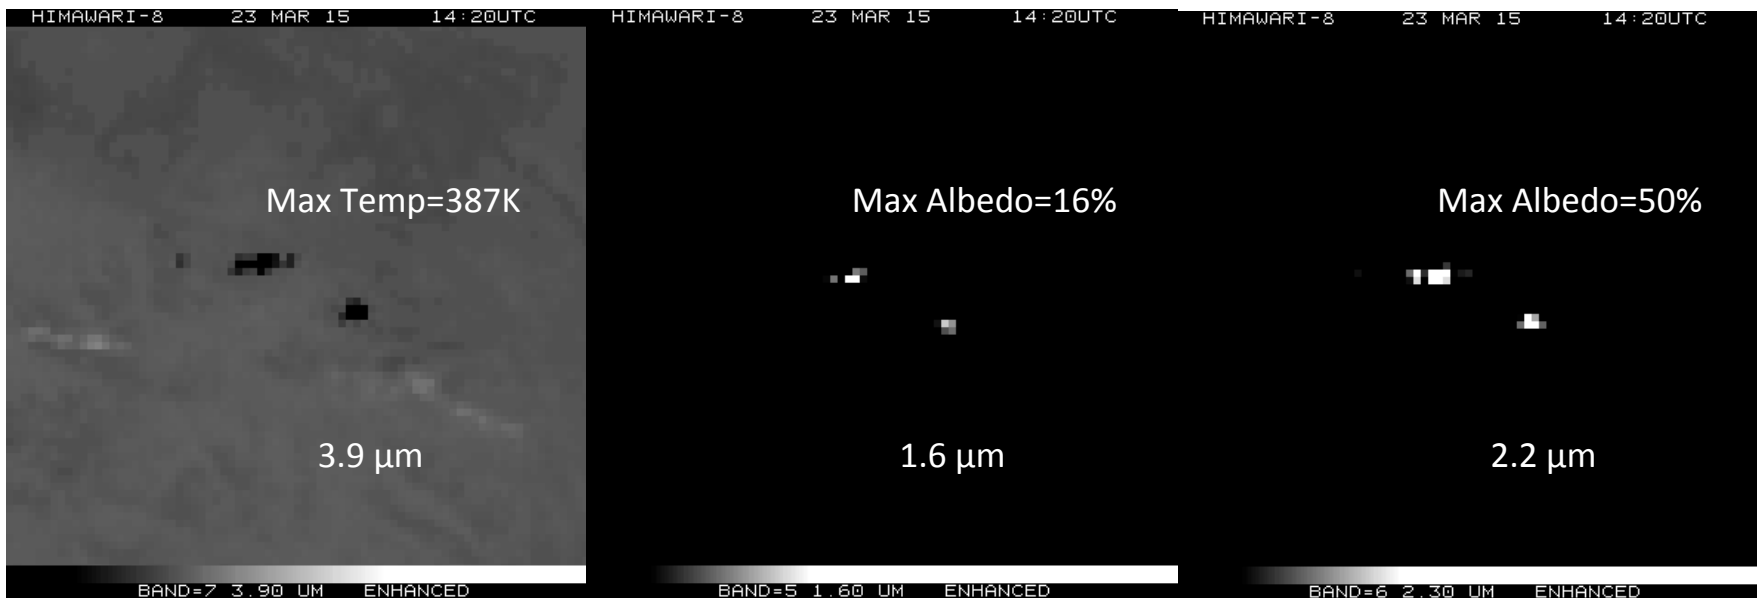 HIMAWARI-8 23 MAR 15 14:20UTC
HIMAWARI-8 23 MAR 15 14:20UTC
HIMAWARI-8 23 MAR 15 14:20UTC
Max Temp=387K
Max Albedo=16%
Max Albedo=50%
3.9 μm
1.6 μm
2.2 μm
BAND=7 3.90 UM ENHANCED
BAND=5 1.60 UM ENHANCED
BAND=6 2.30 UM ENHANCED